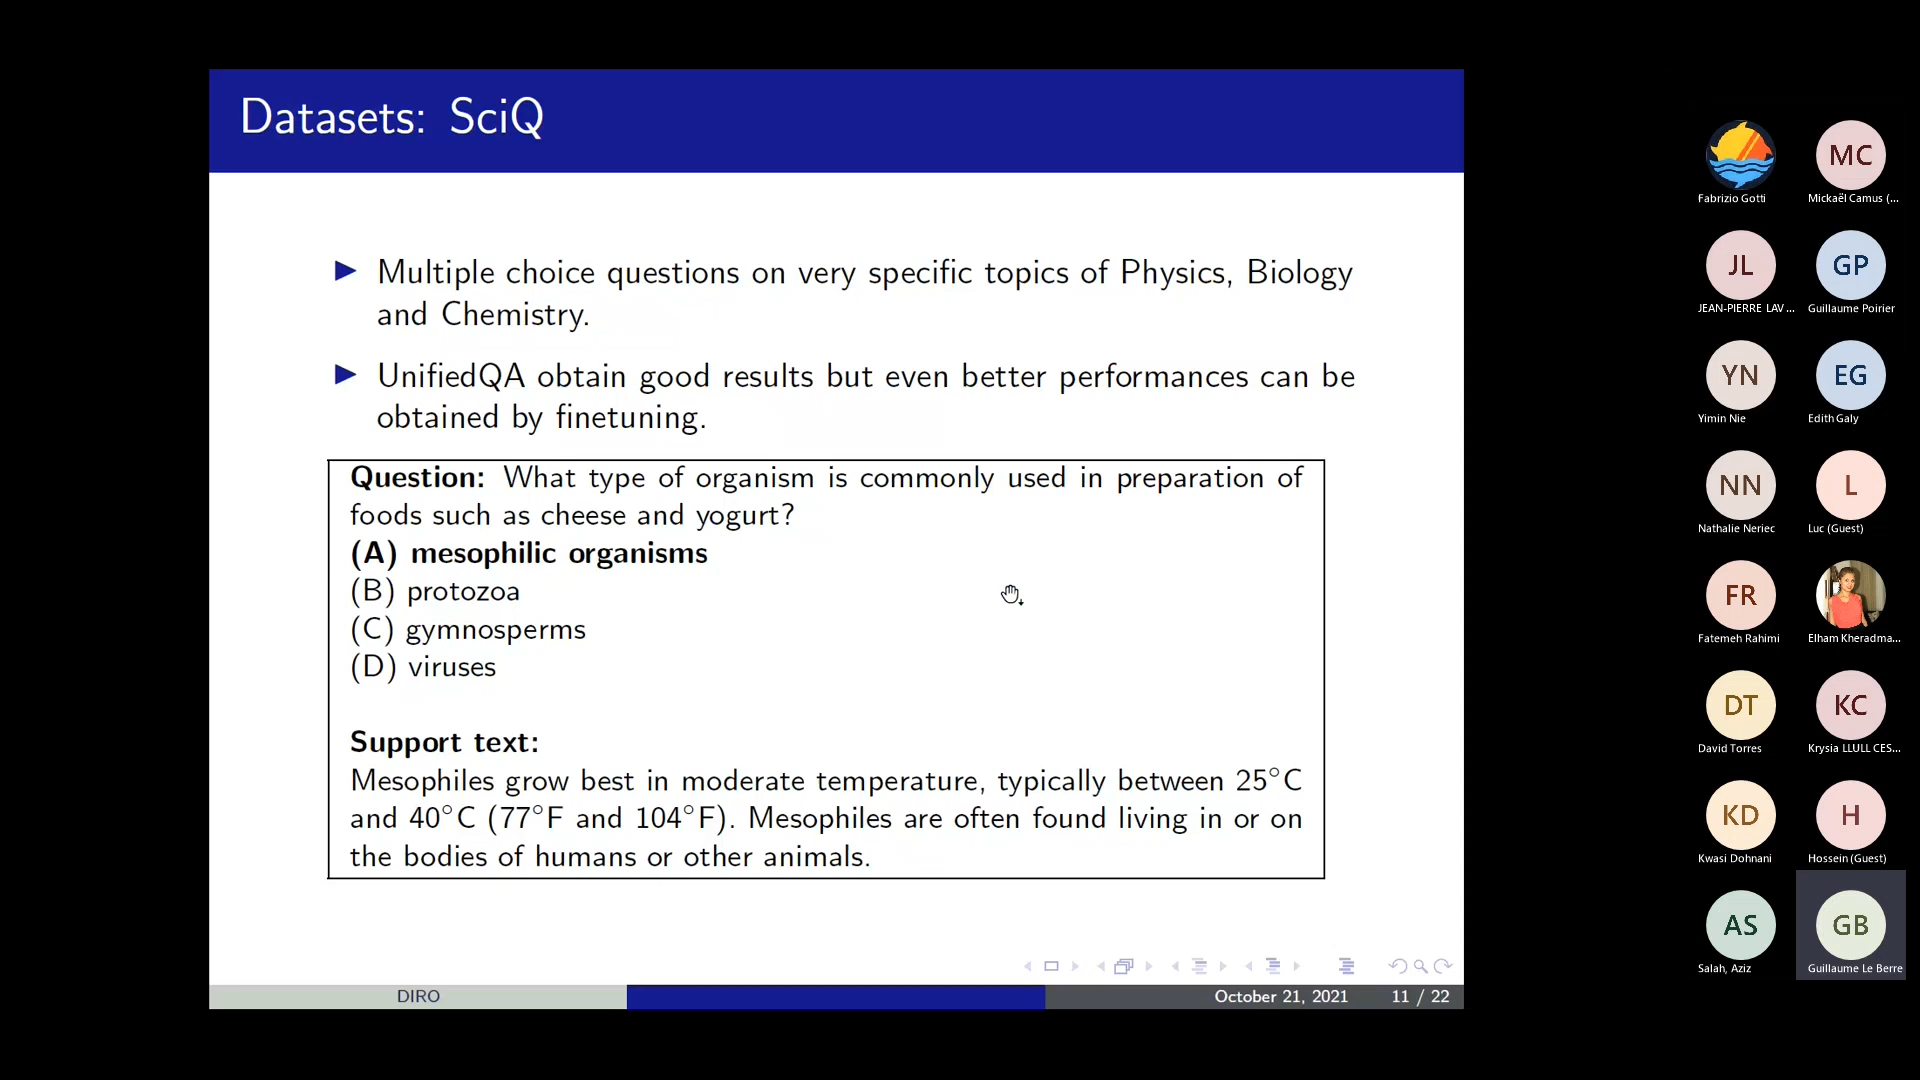 Datasets: SciQ
Multiple choice questions on very specific topics of Physics, Biology
and Chemistry.
UnifiedQA obtain good results but even better performances can be
obtained by finetuning.
Question: What type of organism is commonly used in preparation of
foods such as cheese and yogurt?
(A) mesophilic organisms
(B) protozoa
(C) gymnosperms
(D) viruses
Support text:
Mesophiles grow best in moderate temperature, typically between 25°C
and 40°C (77°F and 104°F). Mesophiles are often found living in or on
the bodies of humans or other animals.
DIRO
October 21, 2021 11 / 22
Fabrizio Gotti
MC
Mickaël Camus (...
JL
JEAN-PIERRE LAV...
GP
Guillaume Poirier
YN
Yimin Nie
EG
Edith Galy
NN
Nathalie Neriec
L
Luc (Guest)
FR
Fatemeh Rahimi
Elham Kheradma...
DT
David Torres
KC
Krysia LLULL CES...
KD
Kwasi Dohnani
H
Hossein (Guest)
AS
Salah, Aziz
GB
Guillaume Le Berre